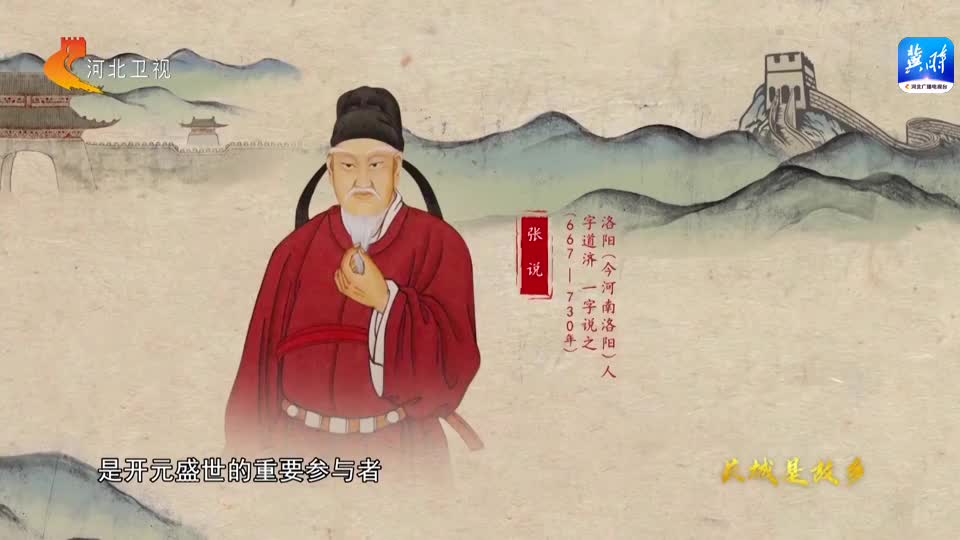 河北卫视
冀时
河北广播电视台
张说
洛阳(今河南洛阳)人
字道济 一字说之
(667—730年)
是开元盛世的重要参与者
长城是故乡